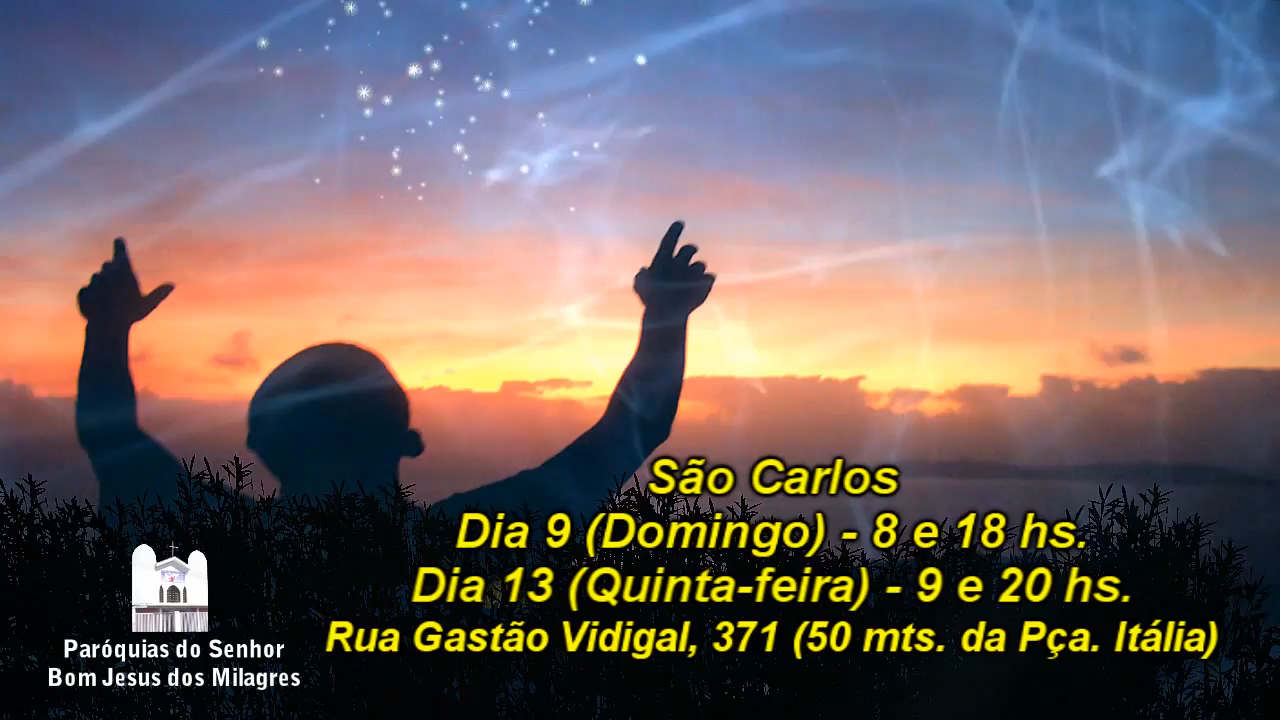 São Carlos
Dia 9 (Domingo) - 8 e 18 hs.
Dia 13 (Quinta-feira) - 9 e 20 hs.
Rua Gastão Vidigal, 371 (50 mts. da Pça. Itália)
Paróquias do Senhor
Bom Jesus dos Milagres